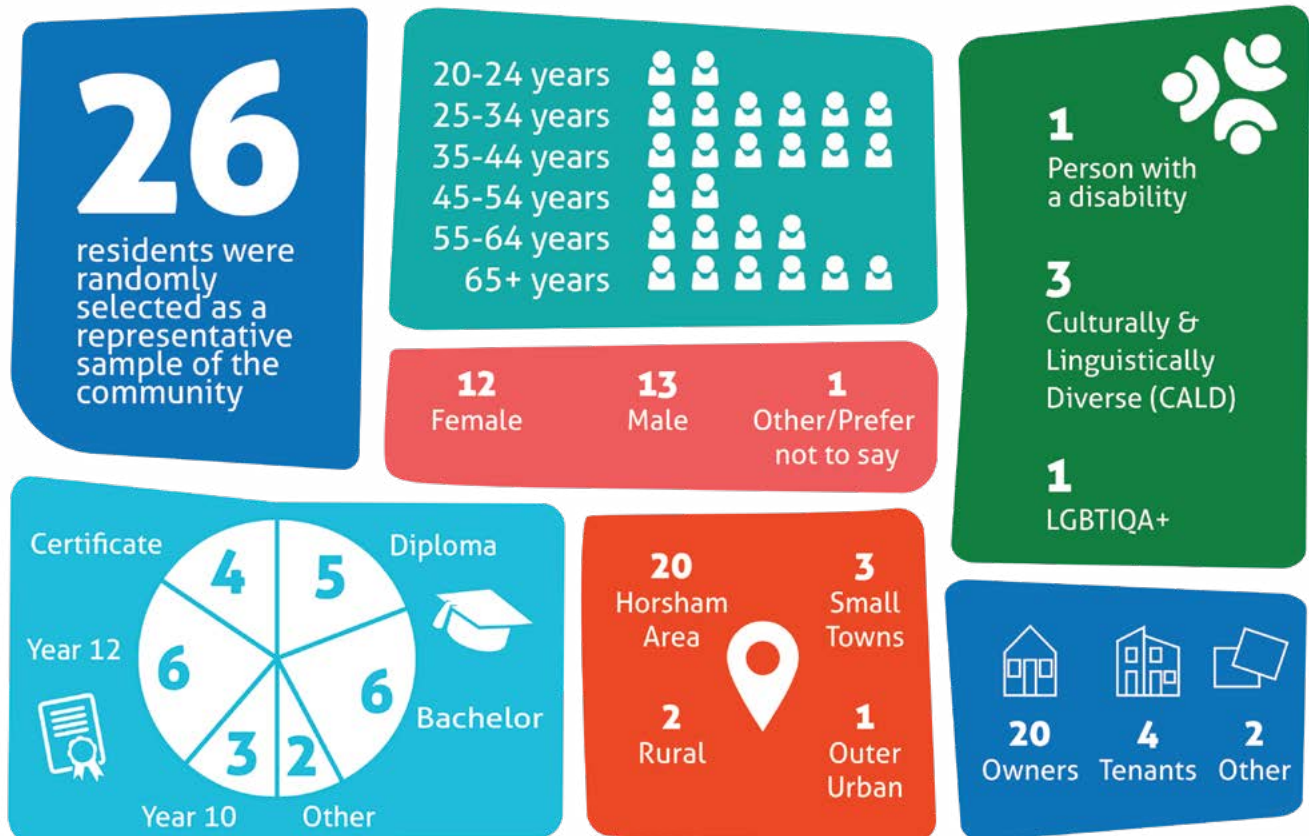 26
residents were
randomly
selected as a
representative
sample of the
community
20-24 years
25-34 years
35-44 years
45-54 years
55-64 years
65+ years
1
Person with
a disability
3
Culturally &
Linguistically
Diverse (CALD)
1
LGBTIQA+
12
Female
13
Male
1
Other/Prefer
not to say
Certificate
4
5
Diploma
Year 12
6
6
Bachelor
3
2
Year 10
Other
20
Horsham
Area
3
Small
Towns
2
Rural
1
Outer
Urban
20
Owners
4
Tenants
2
Other